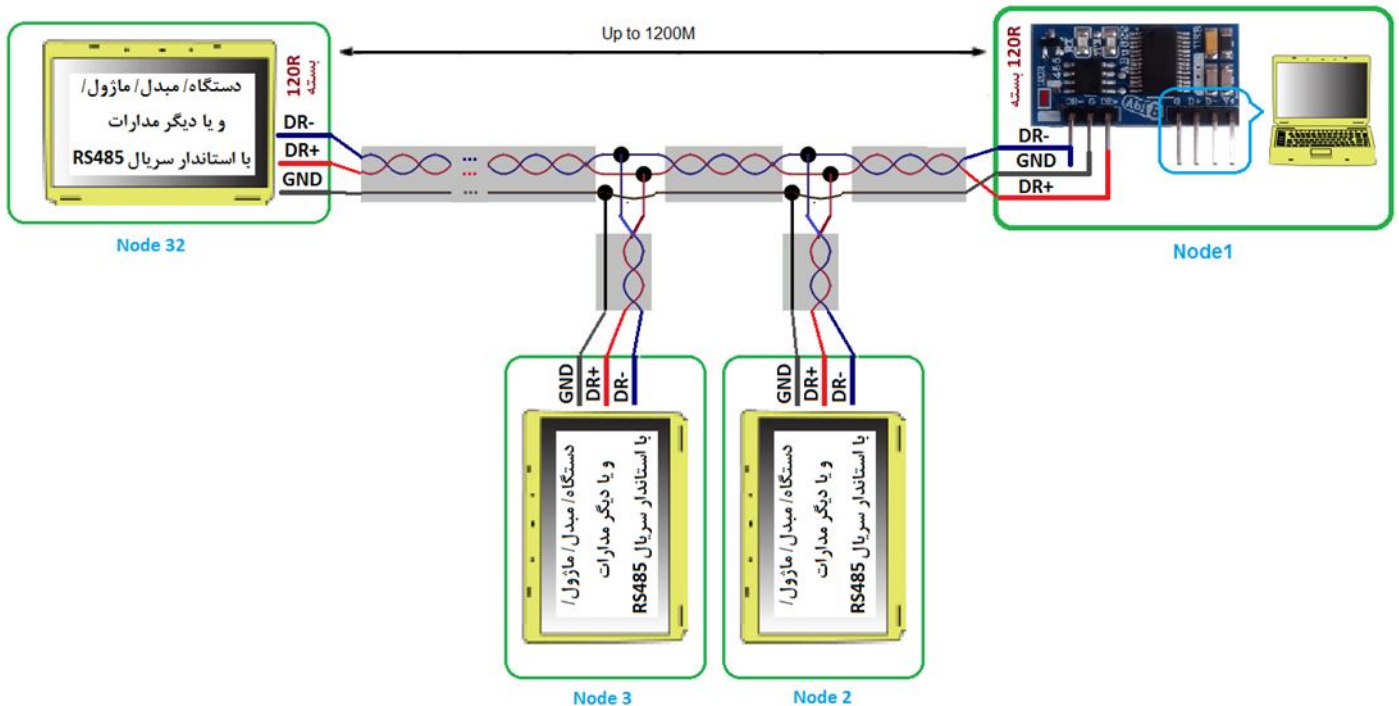 Up to 1200M
دستگاه/ مبدل/ ماژول/
و یا دیگر مدارات
با استاندار سریال RS485
120R
بسته
DR-
DR+
GND
Node 32
120R بسته
DR-
GND
DR+
Node1
GND
DR+
DR-
دستگاه/ مبدل/ ماژول/
و یا دیگر مدارات
با استاندار سریال RS485
Node 3
GND
DR+
DR-
دستگاه/ مبدل/ ماژول/
و یا دیگر مدارات
با استاندار سریال RS485
Node 2